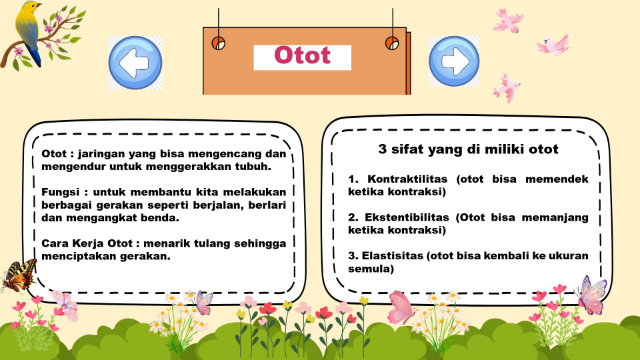 Otot
Otot : jaringan yang bisa mengencang dan
mengendur untuk menggerakkan tubuh.
Fungsi : untuk membantu kita melakukan
berbagai gerakan seperti berjalan, berlari
dan mengangkat benda.
Cara Kerja Otot : menarik tulang sehingga
menciptakan gerakan.
3 sifat yang di miliki otot
1. Kontraktilitas (otot bisa memendek
ketika kontraksi)
2. Ekstentibilitas (Otot bisa memanjang
ketika kontraksi)
3. Elastisitas (otot bisa kembali ke ukuran
semula)